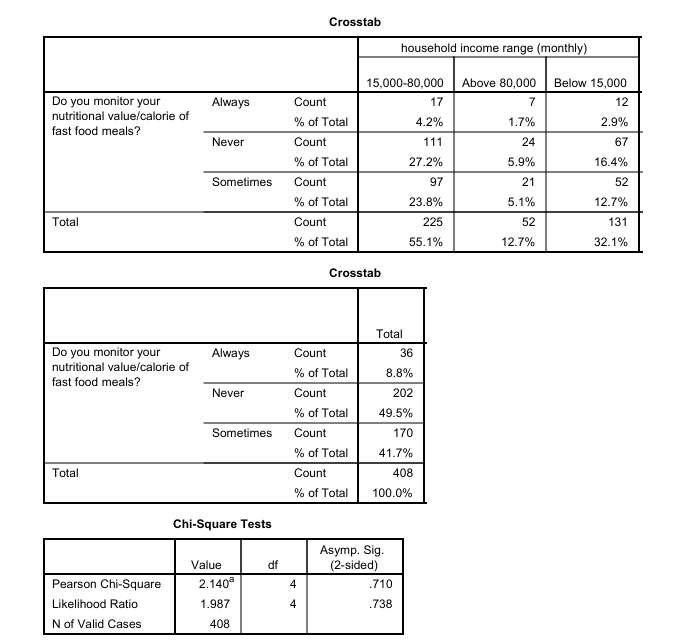 Crosstab
household income range (monthly)
15,000-80,000 Above 80,000 Below 15,000
Do you monitor your Always Count 17 7 12
nutritional value/calorie of % of Total 4.2% 1.7% 2.9%
fast food meals?
Never Count 111 24 67
% of Total 27.2% 5.9% 16.4%
Sometimes Count 97 21 52
% of Total 23.8% 5.1% 12.7%
Total Count 225 52 131
% of Total 55.1% 12.7% 32.1%
Crosstab
Total
Do you monitor your Always Count 36
nutritional value/calorie of % of Total 8.8%
fast food meals?
Never Count 202
% of Total 49.5%
Sometimes Count 170
% of Total 41.7%
Total Count 408
% of Total 100.0%
Chi-Square Tests
Value df Asymp. Sig.
(2-sided)
Pearson Chi-Square 2.140a 4 .710
Likelihood Ratio 1.987 4 .738
N of Valid Cases 408